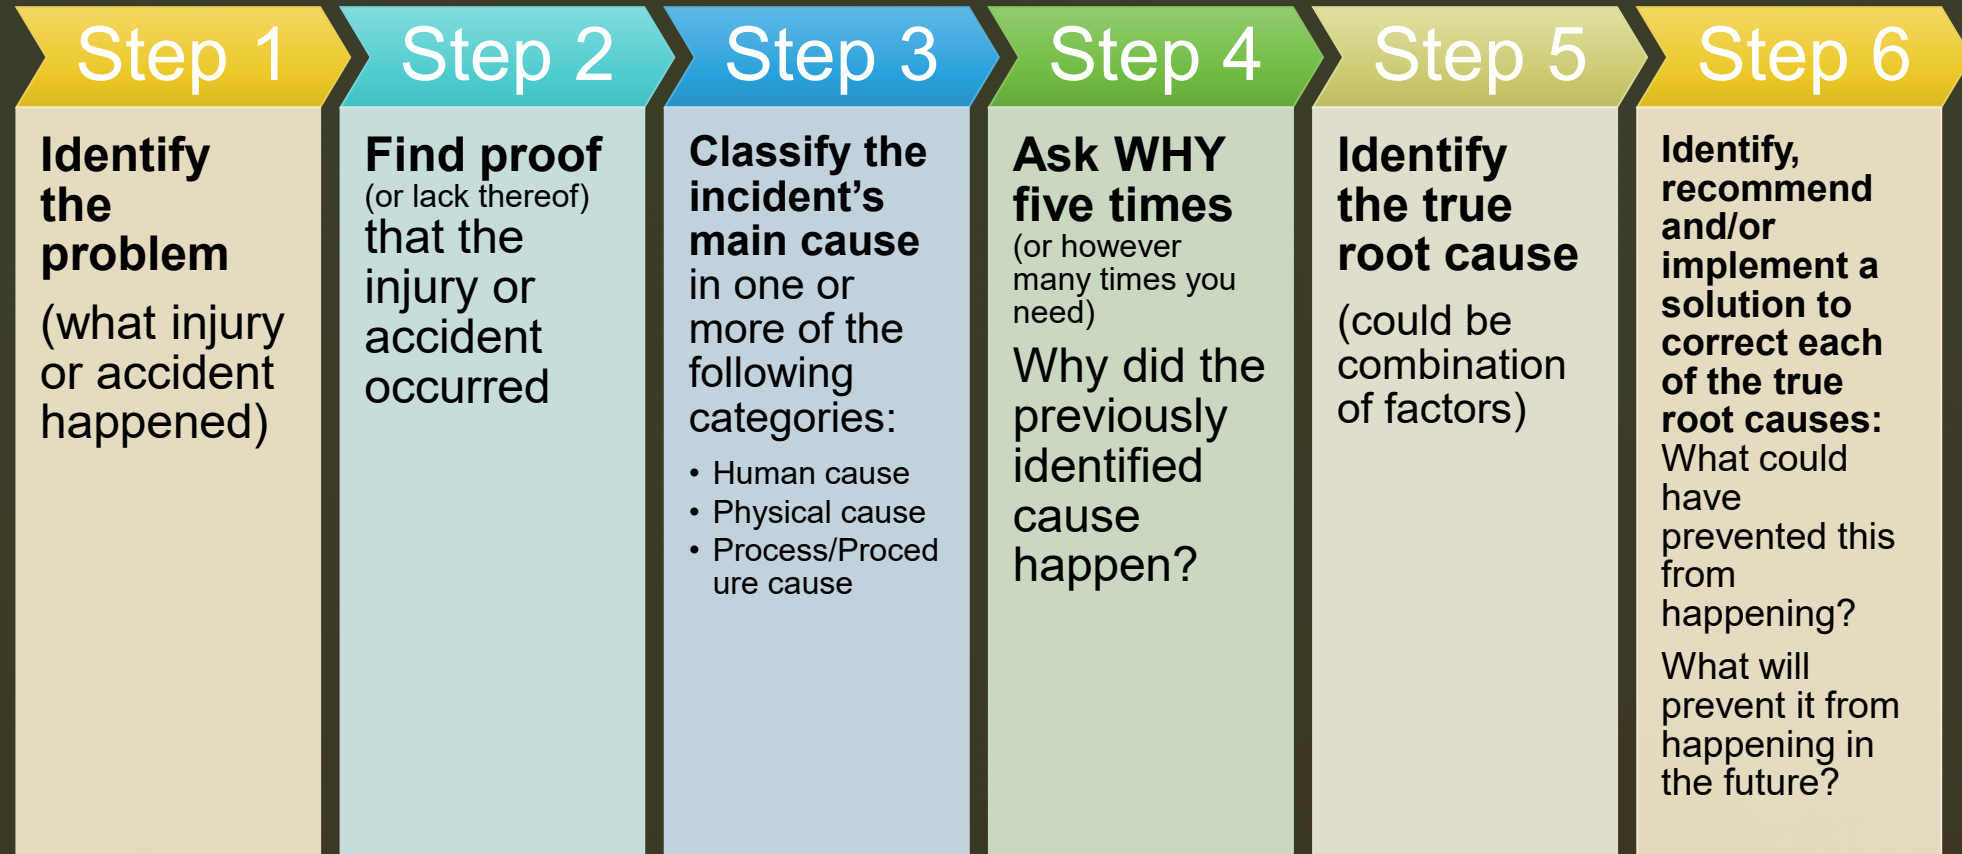 Step 1
Identify
the
problem
(what injury
or accident
happened)
Step 2
Find proof
(or lack thereof)
that the
injury or
accident
occurred
Step 3
Classify the
incident’s
main cause
in one or
more of the
following
categories:
• Human cause
• Physical cause
• Process/Proced
ure cause
Step 4
Ask WHY
five times
(or however
many times you
need)
Why did the
previously
identified
cause
happen?
Step 5
Identify
the true
root cause
(could be
combination
of factors)
Step 6
Identify,
recommend
and/or
implement a
solution to
correct each
of the true
root causes:
What could
have
prevented this
from
happening?
What will
prevent it from
happening in
the future?